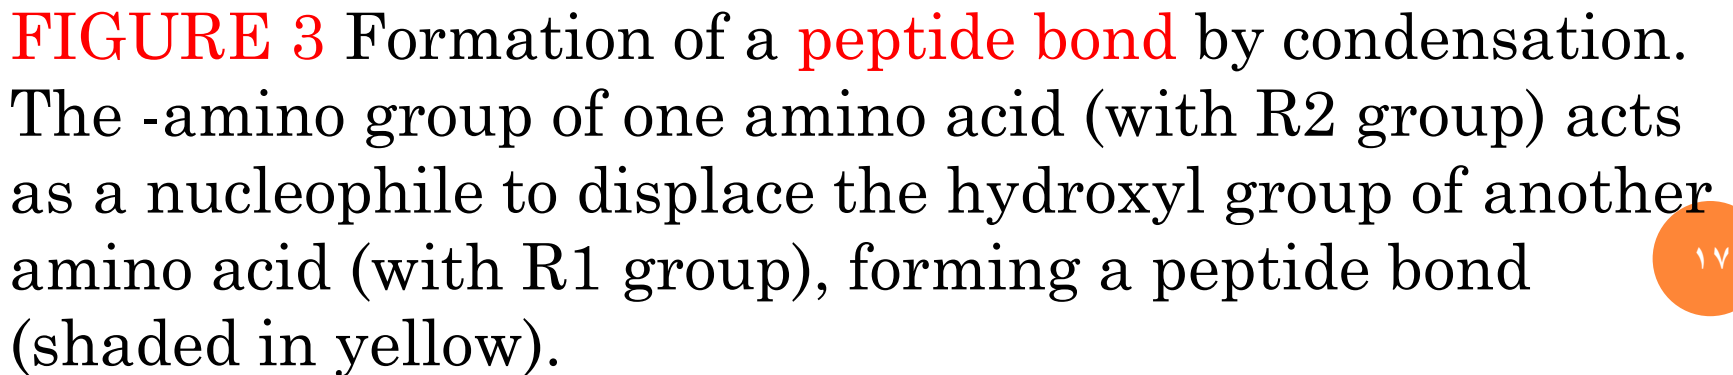 FIGURE 3 Formation of a peptide bond by condensation.
The -amino group of one amino acid (with R2 group) acts
as a nucleophile to displace the hydroxyl group of another
amino acid (with R1 group), forming a peptide bond
(shaded in yellow).
١٧